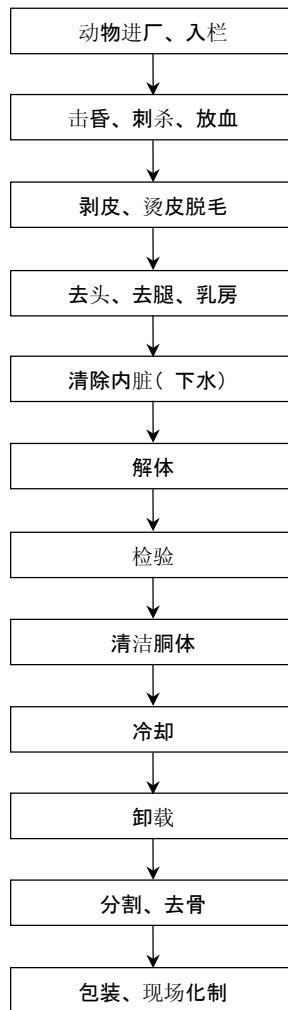 动物进厂、入栏
击昏、刺杀、放血
剥皮、烫皮脱毛
去头、去腿、乳房
清除内脏( 下水)
解体
检验
清洁胴体
冷却
卸载
分割、去骨
包装、现场化制